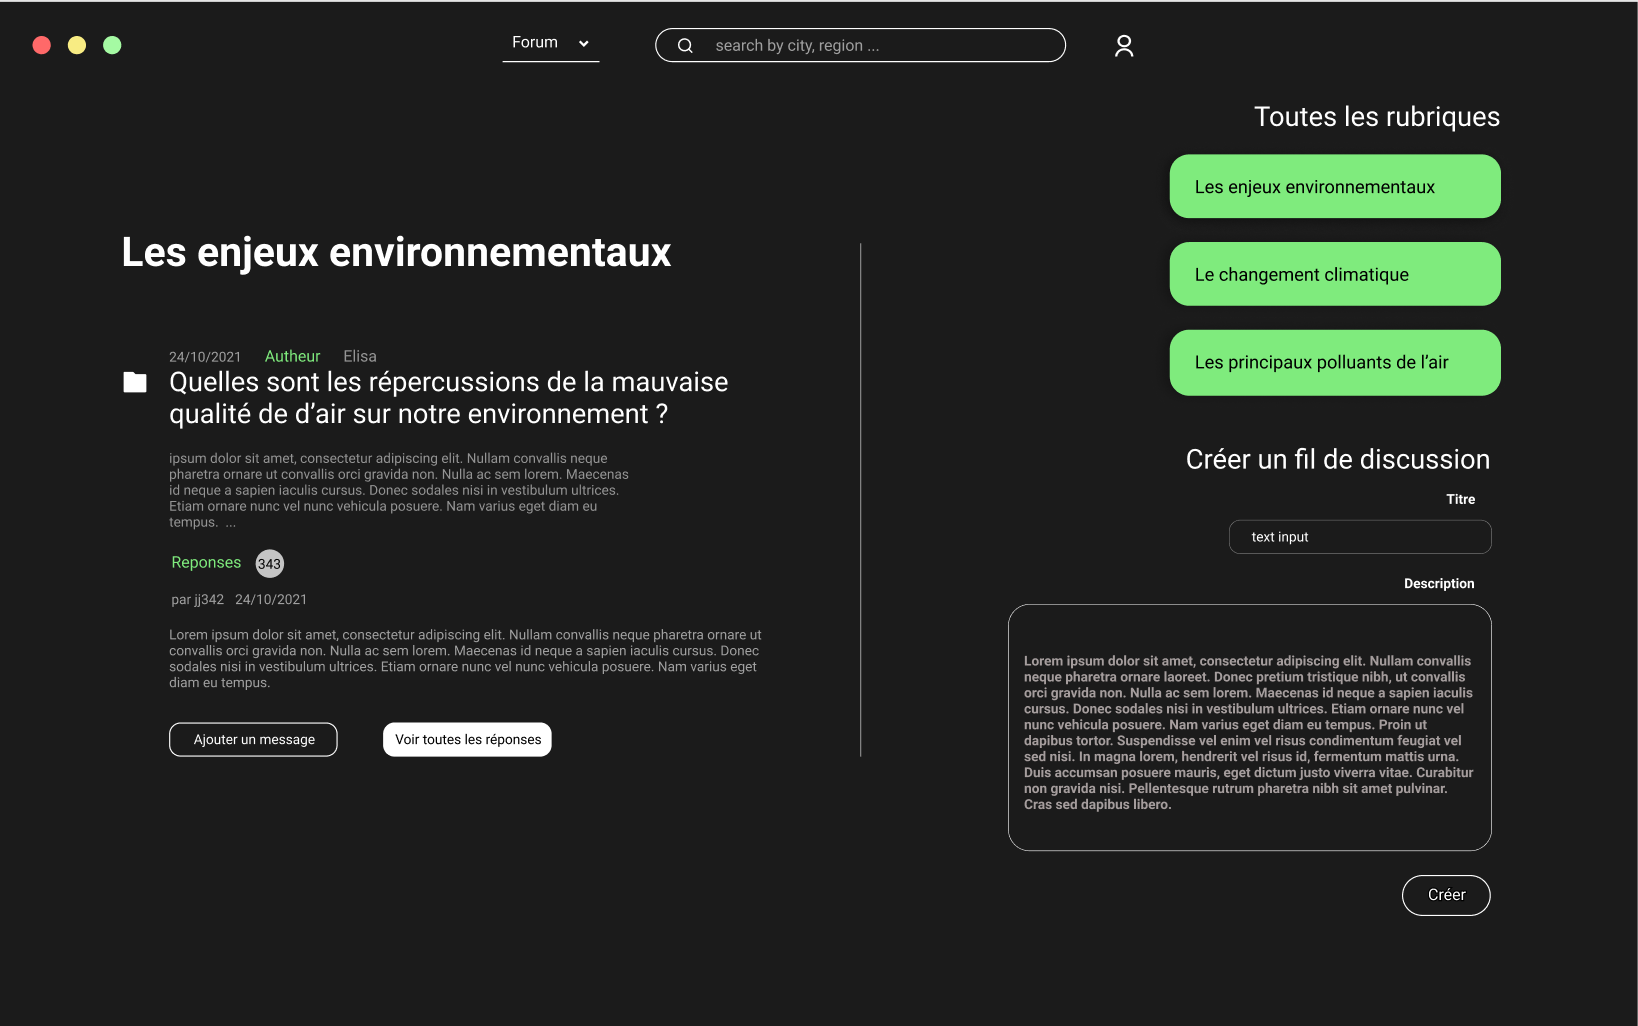 Forum
search by city, region ...
Toutes les rubriques
Les enjeux environnementaux
Le changement climatique
Les principaux polluants de l’air
Les enjeux environnementaux
24/10/2021 Autheur Elisa
Quelles sont les répercussions de la mauvaise
qualité de d’air sur notre environnement ?
ipsum dolor sit amet, consectetur adipiscing elit. Nullam convallis neque
pharetra ornare ut convallis orci gravida non. Nulla ac sem lorem. Maecenas
id neque a sapien iaculis cursus. Donec sodales nisi in vestibulum ultrices.
Etiam ornare nunc vel nunc vehicula posuere. Nam varius eget diam eu
tempus. ...
Reponses 343
par jj342 24/10/2021
Lorem ipsum dolor sit amet, consectetur adipiscing elit. Nullam convallis neque pharetra ornare ut
convallis orci gravida non. Nulla ac sem lorem. Maecenas id neque a sapien iaculis cursus. Donec
sodales nisi in vestibulum ultrices. Etiam ornare nunc vel nunc vehicula posuere. Nam varius eget
diam eu tempus.
Ajouter un message
Voir toutes les réponses
Créer un fil de discussion
Titre
text input
Description
Lorem ipsum dolor sit amet, consectetur adipiscing elit. Nullam convallis
neque pharetra ornare laoreet. Donec pretium tristique nibh, ut convallis
orci gravida non. Nulla ac sem lorem. Maecenas id neque a sapien iaculis
cursus. Donec sodales nisi in vestibulum ultrices. Etiam ornare nunc vel
nunc vehicula posuere. Nam varius eget diam eu tempus. Proin ut
dapibus tortor. Suspendisse vel enim vel risus condimentum feugiat vel
sed nisi. In magna lorem, hendrerit vel risus id, fermentum mattis urna.
Duis accumsan posuere mauris, eget dictum justo viverra vitae. Curabitur
non gravida nisi. Pellentesque rutrum pharetra nibh sit amet pulvinar.
Cras sed dapibus libero.
Créer